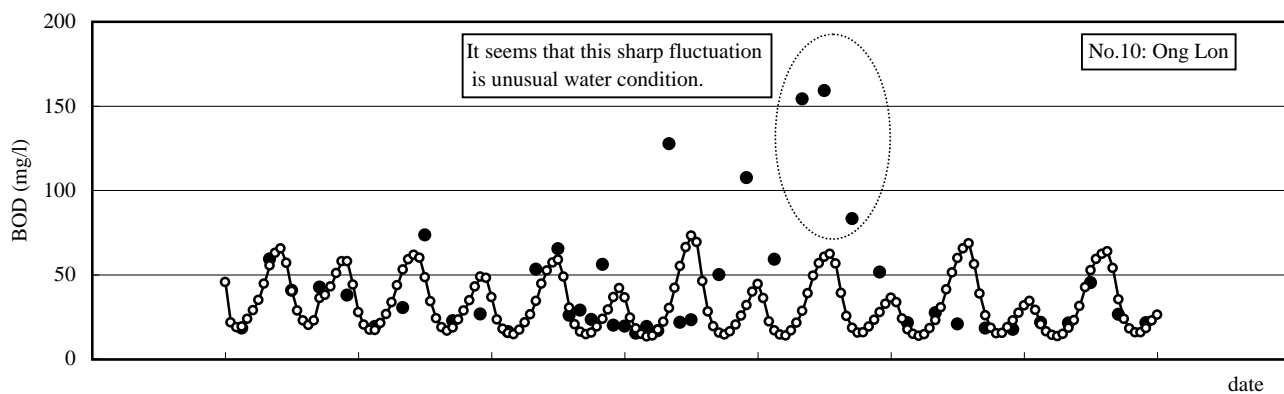 200
It seems that this sharp fluctuation
is unusual water condition.
No.10: Ong Lon
150
BOD (mg/l)
100
50
0
date